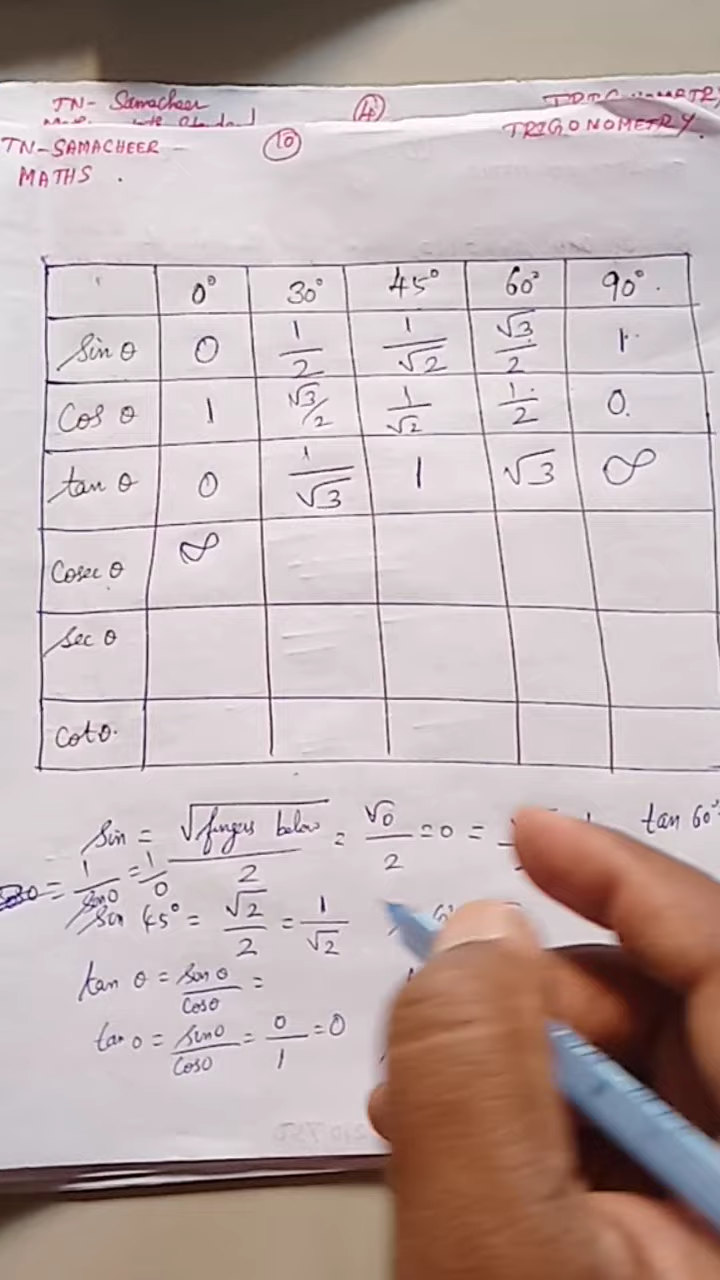 TN- Samacheer ④
TN-SAMACHEER - ⑩ TRIGONOMETRY.
MATHS .
0° 30° 45° 60° 90°.
Sin θ 0 1/2 1/√2 √3/2 1
Cos θ 1 √3/2 1/√2 1/2 0
tan θ 0 1/√3 1 √3 ∞
Cosec θ ∞
Sec θ
Cot θ.
Sin = √fingers below / 2 = √0/2 = 0 =
tan 60°
= 1/sin0 = 1/0
Sin 45° = √2/2 = 1/√2
tan θ = Sin θ/Cos θ =
tan 0 = Sin0/Cos0 = 0/1 = 0